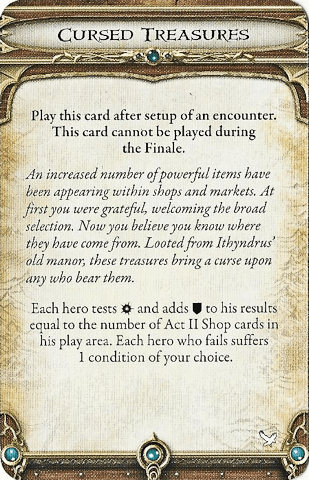 Cursed Treasures
Play this card after setup of an encounter.
This card cannot be played during
the Finale.
An increased number of powerful items have
been appearing within shops and markets. At
first you were grateful, welcoming the broad
selection. Now you believe you know where
they have come from. Looted from Ithyndrus'
old manor, these treasures bring a curse upon
any who bear them.
Each hero tests and adds to his results
equal to the number of Act II Shop cards in
his play area. Each hero who fails suffers
1 condition of your choice.